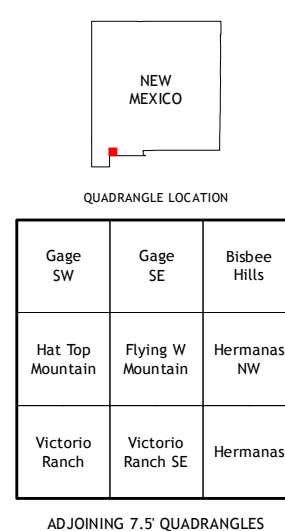 NEW
MEXICO
QUADRANGLE LOCATION
Gage
SW
Gage
SE
Bisbee
Hills
Hat Top
Mountain
Flying W
Mountain
Hermanas
NW
Victorio
Ranch
Victorio
Ranch SE
Hermanas
ADJOINING 7.5' QUADRANGLES